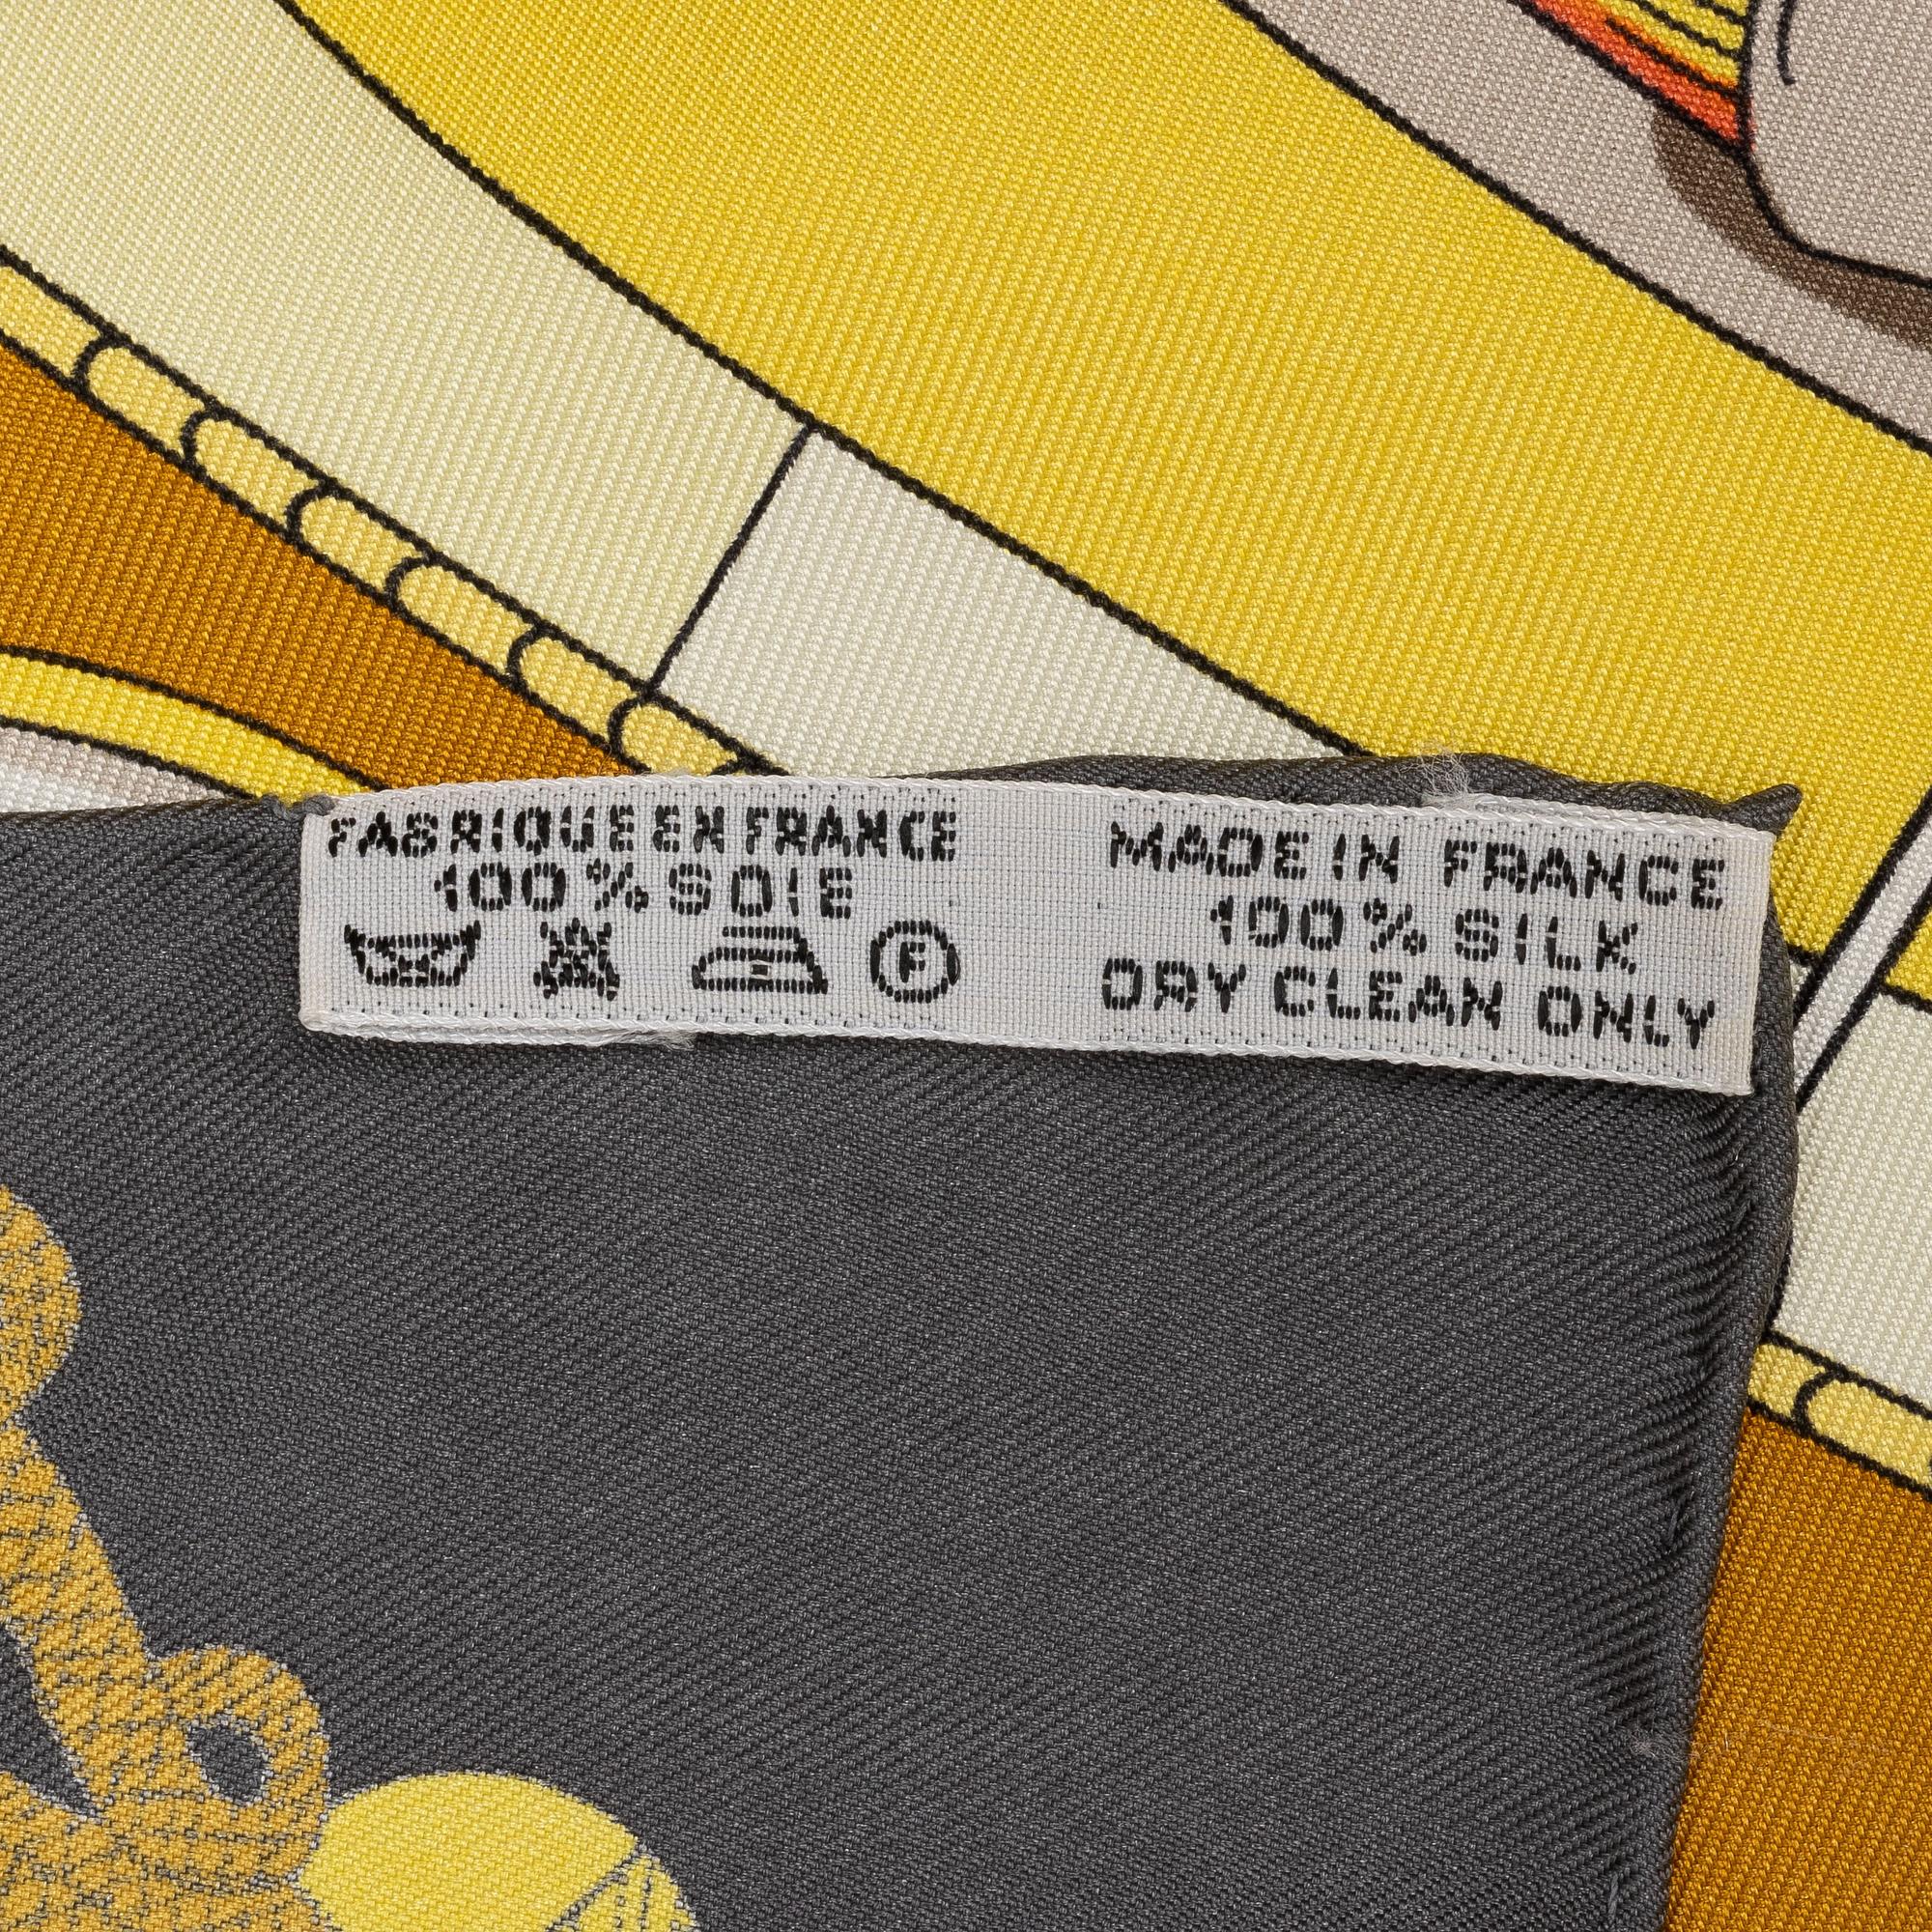 FABRIQUE EN FRANCE
100% SOIE
F
MADE IN FRANCE
100% SILK
DRY CLEAN ONLY